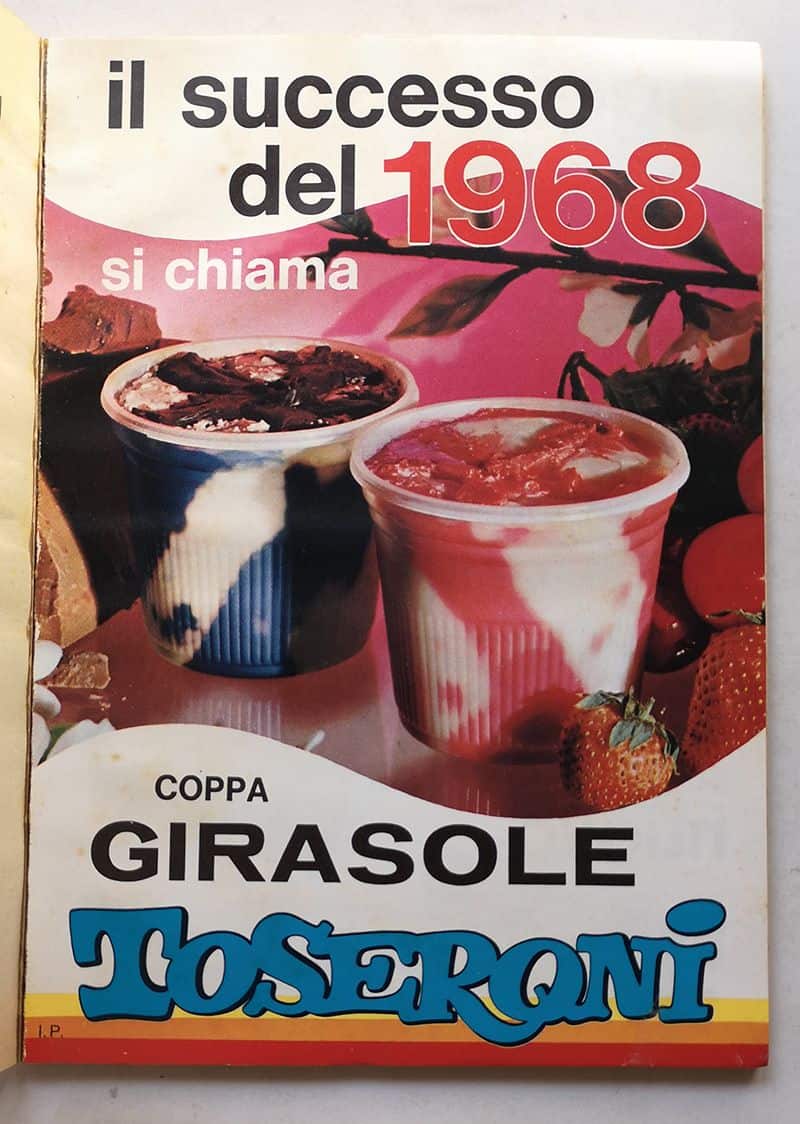 il successo
del 1968
si chiama
COPPA
GIRASOLE
TOSERONI
I.P.